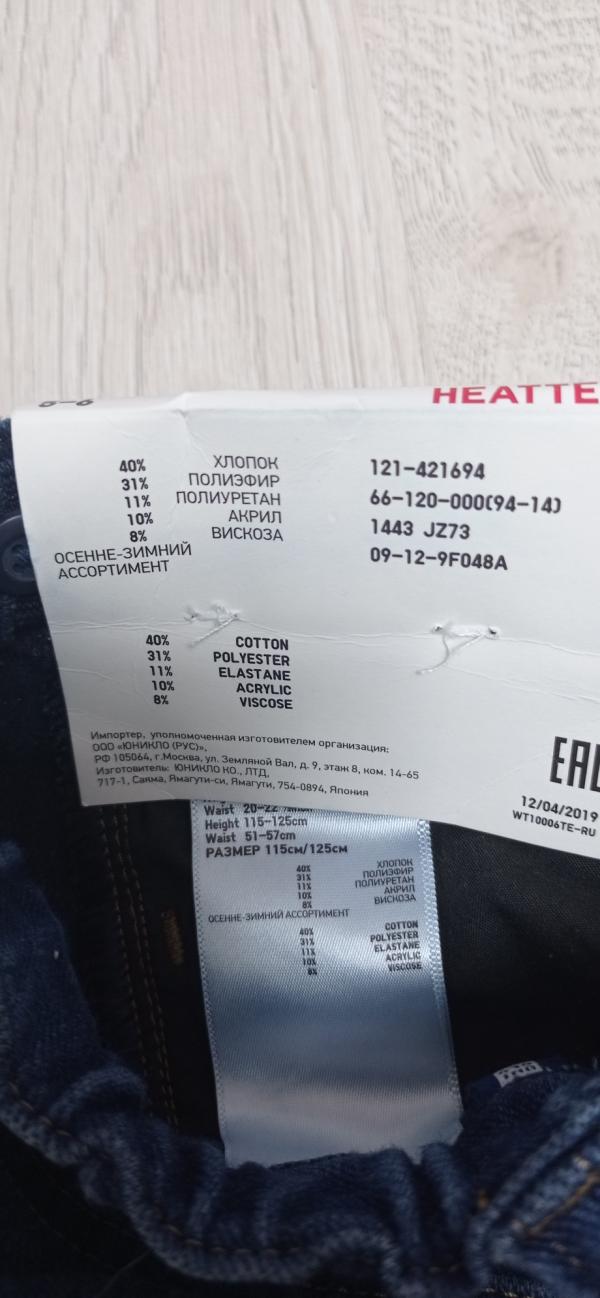 HEATTE
40% ХЛОПОК
31% ПОЛИЭФИР
11% ПОЛИУРЕТАН
10% АКРИЛ
8% ВИСКОЗА
ОСЕННЕ-ЗИМНИЙ
АССОРТИМЕНТ
121-421694
66-120-000(94-14)
1443 JZ73
09-12-9F048A
40% COTTON
31% POLYESTER
11% ELASTANE
10% ACRYLIC
8% VISCOSE
Импортер, уполномоченная изготовителем организация:
ООО «ЮНИКЛО (РУС)»,
РФ 105064, г.Москва, ул. Земляной Вал, д. 9, этаж 8, ком. 14-65
Изготовитель: ЮНИКЛО КО., ЛТД,
717-1, Саяма, Ямагути-си, Ямагути, 754-0894, Япония
EAC
12/04/2019
WT10006TE-RU
Waist 20-22
Height 115-125cm
Waist 51-57cm
РАЗМЕР 115см/125см
40% ХЛОПОК
31% ПОЛИЭФИР
11% ПОЛИУРЕТАН
10% АКРИЛ
8% ВИСКОЗА
ОСЕННЕ-ЗИМНИЙ АССОРТИМЕНТ
40% COTTON
31% POLYESTER
11% ELASTANE
10% ACRYLIC
8% VISCOSE